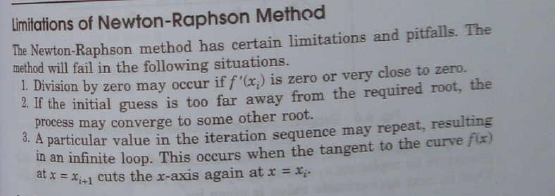 Limitations of Newton-Raphson Method
The Newton-Raphson method has certain limitations and pitfalls. The
method will fail in the following situations.
1. Division by zero may occur if f'(xᵢ) is zero or very close to zero.
2. If the initial guess is too far away from the required root, the
process may converge to some other root.
3. A particular value in the iteration sequence may repeat, resulting
in an infinite loop. This occurs when the tangent to the curve f(x)
at x = xᵢ₊₁ cuts the x-axis again at x = xᵢ.